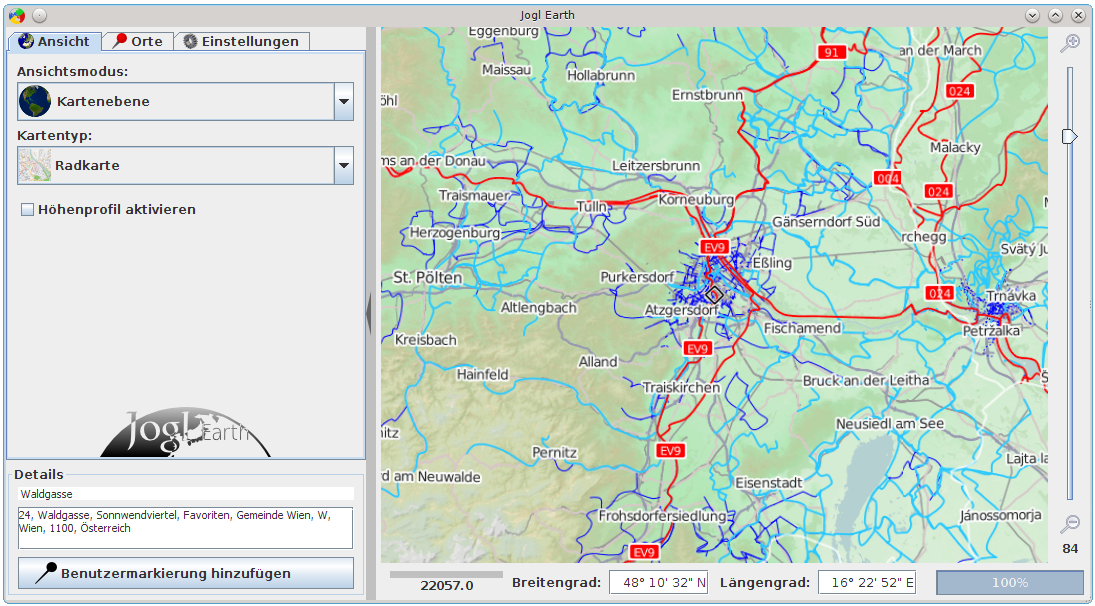 Jogl Earth
Ansicht
Orte
Einstellungen
Ansichtsmodus:
Kartenebene
Kartentyp:
Radkarte
Höhenprofil aktivieren
Jogl Earth
Details
Waldgasse
24, Waldgasse, Sonnwendviertel, Favoriten, Gemeinde Wien, W,
Wien, 1100, Österreich
Benutzermarkierung hinzufügen
Eggenburg
91
an der March
Maissau
Hollabrunn
024
öhl
Ernstbrunn
Malacky
ms an der Donau
Leitzersbrunn
004
024
Traismauer
Tulln
Korneuburg
Gänserndorf Süd
Herzogenburg
rchegg
EV9
Svätý Ju
Eßling
St. Pölten
Purkersdorf
024
Trnávka
Altlengbach
Atzgersdorf
Fischamend
Petržalka
Kreisbach
EV9
Alland
Hainfeld
Traiskirchen
Bruck an der Leitha
Neusiedl am See
itz
EV9
Pernitz
Lajta la
d am Neuwalde
Eisenstadt
Frohsdorfersiedlung
Jánossomorja
EV9
84
22057.0
Breitengrad:
48° 10' 32" N
Längengrad:
16° 22' 52" E
100%